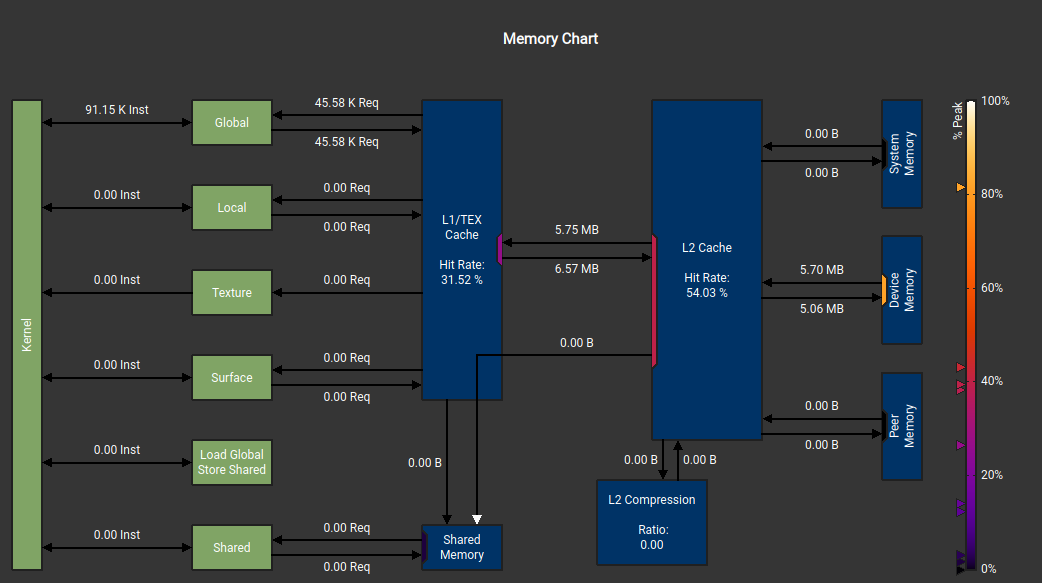 Memory Chart
Kernel
91.15 K Inst
Global
45.58 K Req
45.58 K Req
0.00 Inst
Local
0.00 Req
0.00 Req
0.00 Inst
Texture
0.00 Req
0.00 Inst
Surface
0.00 Req
0.00 Req
0.00 Inst
Load Global
Store Shared
0.00 Inst
Shared
0.00 Req
0.00 Req
L1/TEX
Cache
Hit Rate:
31.52 %
0.00 B
Shared
Memory
5.75 MB
6.57 MB
0.00 B
L2 Cache
Hit Rate:
54.03 %
0.00 B
0.00 B
L2 Compression
Ratio:
0.00
0.00 B
0.00 B
System
Memory
5.70 MB
5.06 MB
Device
Memory
0.00 B
0.00 B
Peer
Memory
% Peak
100%
80%
60%
40%
20%
0%